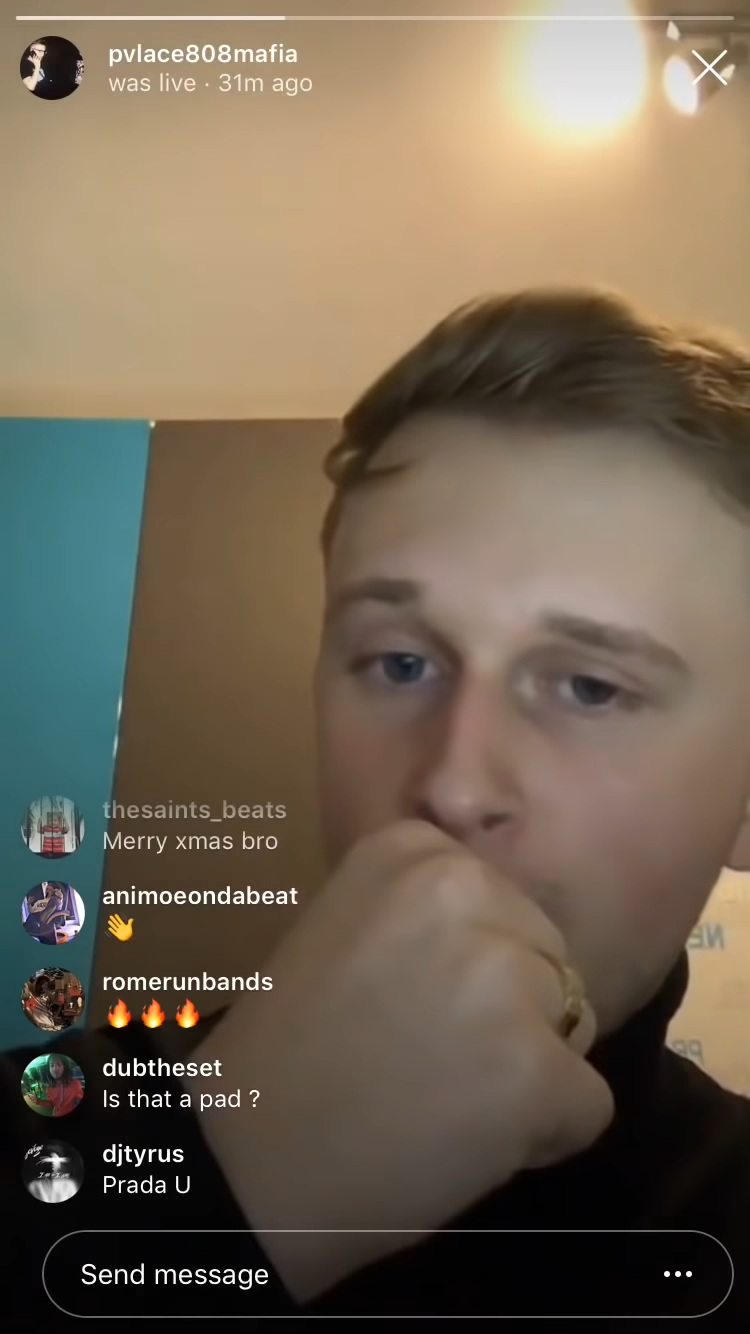 pvlace808mafia
was live · 31m ago
thesaints_beats
Merry xmas bro
animoeondabeat
👋
romerunbands
🔥🔥🔥
dubtheset
Is that a pad ?
djtyrus
Prada U
Send message